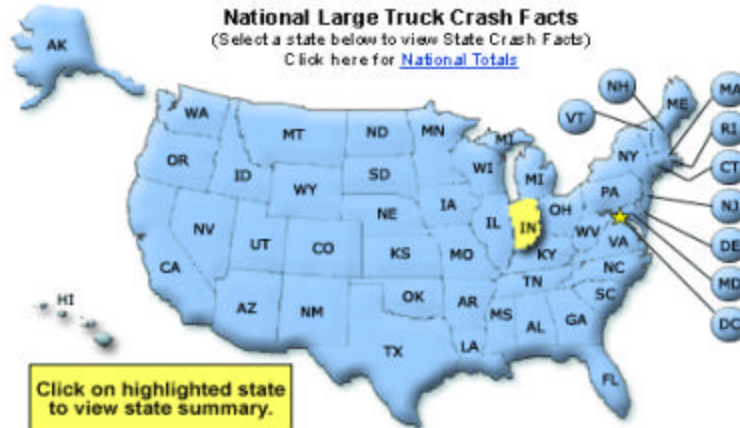 National Large Truck Crash Facts
(Select a state below to view State Crash Facts)
Click here for National Totals
AK
WA
MT
ND
MN
MI
VT
NH
ME
MA
RI
CT
NJ
DE
MD
DC
OR
ID
WY
SD
WI
MI
NY
PA
NV
UT
CO
NE
IA
IL
IN
OH
WV
VA
CA
KS
MO
KY
NC
TN
SC
AZ
NM
OK
AR
MS
AL
GA
TX
LA
FL
HI
Click on highlighted state
to view state summary.